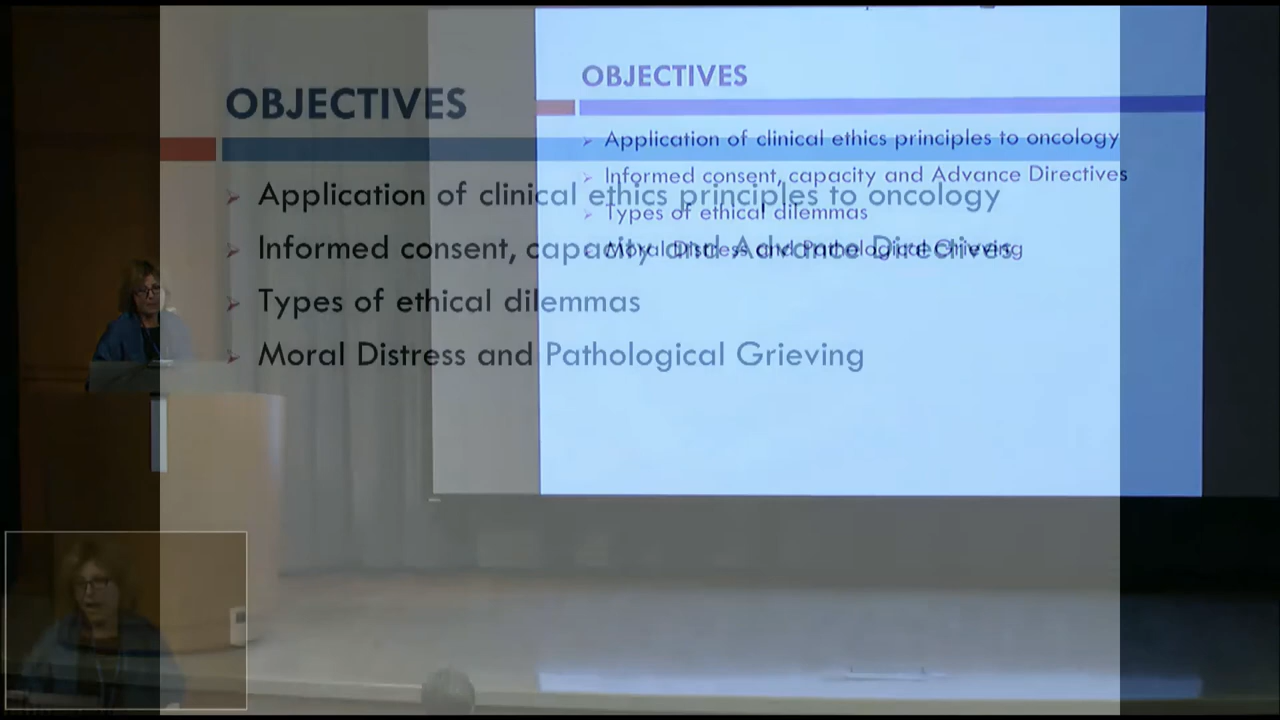 OBJECTIVES
Application of clinical ethics principles to oncology
Informed consent, capacity and Advance Directives
Types of ethical dilemmas
Moral Distress and Pathological Grieving
OBJECTIVES
Application of clinical ethics principles to oncology
Informed consent, capacity and Advance Directives
Types of ethical dilemmas
Moral Distress and Pathological Grieving